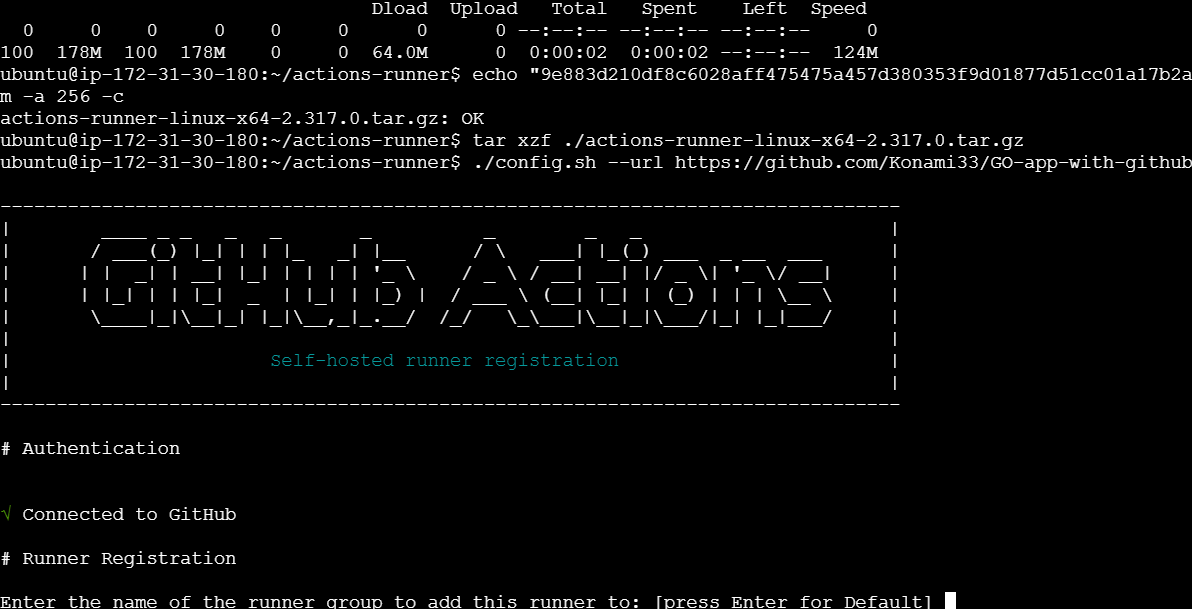 Dload Upload Total Spent Left Speed
0 0 0 0 0 0 0 0 --:--:-- --:--:-- --:--:-- 0
100 178M 100 178M 0 0 64.0M 0 0:00:02 0:00:02 --:--:-- 124M
ubuntu@ip-172-31-30-180:~/actions-runner$ echo "9e883d210df8c6028aff475475a457d380353f9d01877d51cc01a17b2a
m -a 256 -c
actions-runner-linux-x64-2.317.0.tar.gz: OK
ubuntu@ip-172-31-30-180:~/actions-runner$ tar xzf ./actions-runner-linux-x64-2.317.0.tar.gz
ubuntu@ip-172-31-30-180:~/actions-runner$ ./config.sh --url https://github.com/Konami33/GO-app-with-github
GitHub Actions
Self-hosted runner registration
# Authentication
√ Connected to GitHub
# Runner Registration
Enter the name of the runner group to add this runner to: [press Enter for Default]